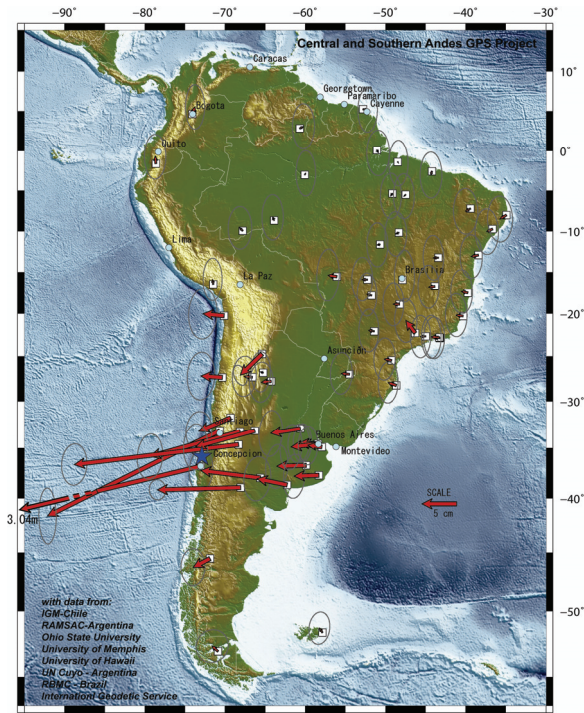 -90° -80° -70° -60° -50° -40° -30°
Central and Southern Andes GPS Project
Caracas
10°
Georgetown
Paramaribo
Cayenne
Bogota
Quito
0°
Lima
-10°
La Paz
Brasilia
-20°
Asunción
Santiago
-30°
Buenos Aires
Concepcion
Montevideo
3.04m
SCALE
5 cm
-40°
-50°
with data from:
IGM-Chile
RAMSAC-Argentina
Ohio State University
University of Memphis
University of Hawaii
UN Cuyo - Argentina
RBMC - Brazil
Internationl Geodetic Service